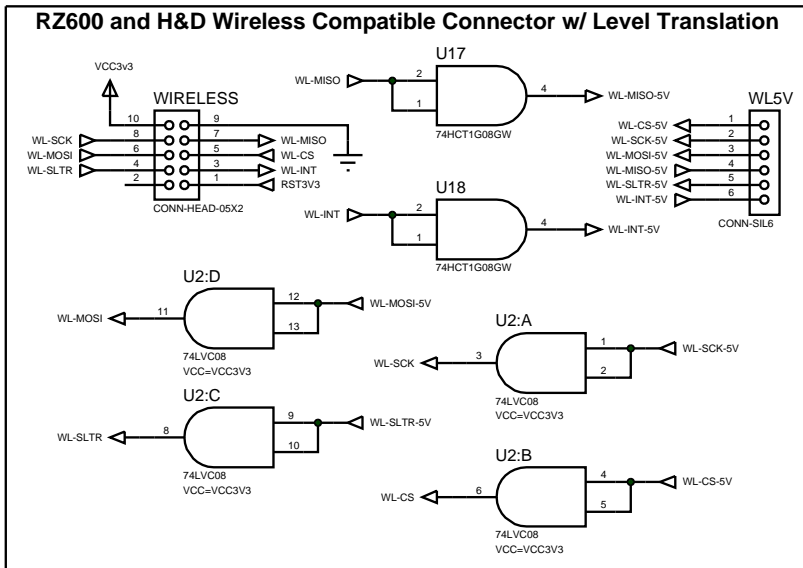 RZ600 and H&D Wireless Compatible Connector w/ Level Translation
VCC3v3
WIRELESS
10 9
WL-SCK 8 7 WL-MISO
WL-MOSI 6 5 WL-CS
WL-SLTR 4 3 WL-INT
2 1 RST3V3
CONN-HEAD-05X2
U17
WL-MISO 2
1
4 WL-MISO-5V
74HCT1G08GW
U18
WL-INT 2
1
4 WL-INT-5V
74HCT1G08GW
WL5V
WL-CS-5V 1
WL-SCK-5V 2
WL-MOSI-5V 3
WL-MISO-5V 4
WL-SLTR-5V 5
WL-INT-5V 6
CONN-SIL6
U2:D
WL-MOSI 11
12 WL-MOSI-5V
13
74LVC08
VCC=VCC3V3
U2:A
WL-SCK 3
1 WL-SCK-5V
2
74LVC08
VCC=VCC3V3
U2:C
WL-SLTR 8
9 WL-SLTR-5V
10
74LVC08
VCC=VCC3V3
U2:B
WL-CS 6
4 WL-CS-5V
5
74LVC08
VCC=VCC3V3